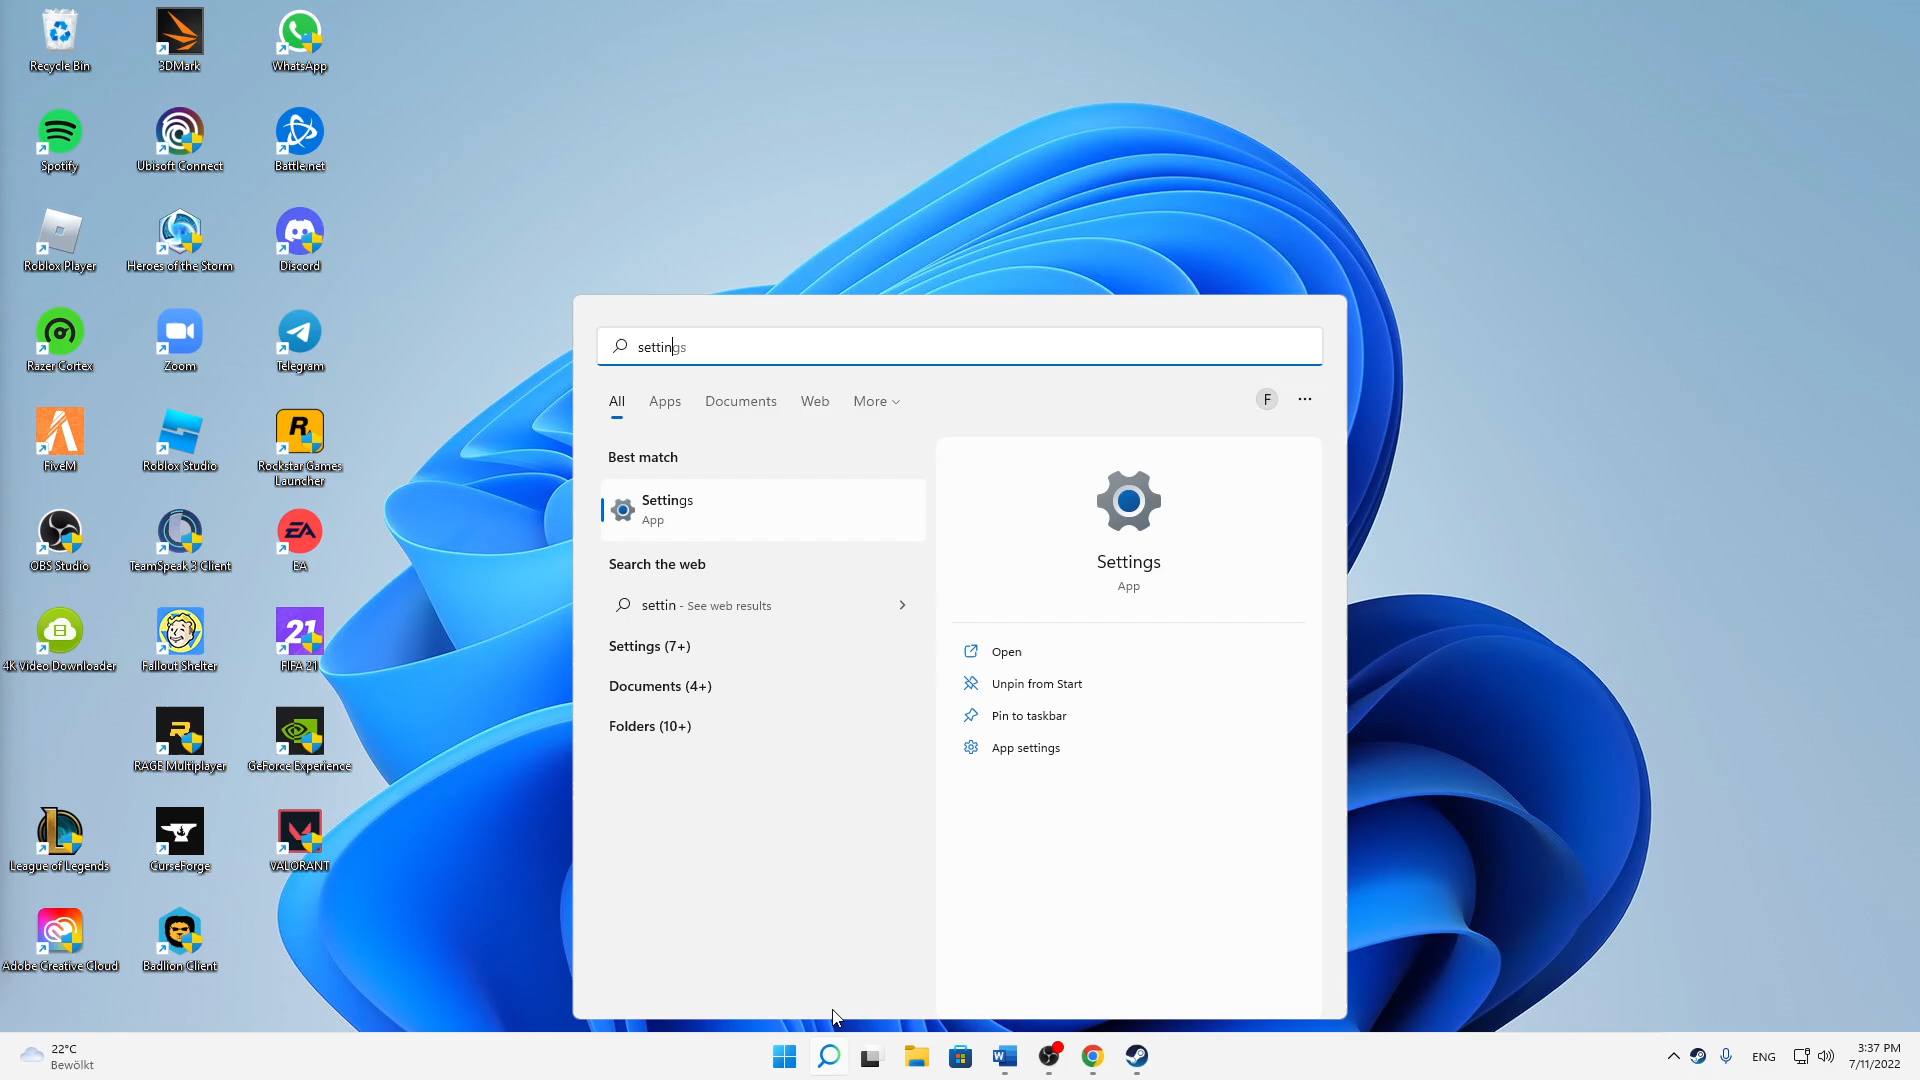 Recycle Bin
3DMark
WhatsApp
Spotify
Ubisoft Connect
Battle.net
Roblox Player
Heroes of the Storm
Discord
Razer Cortex
Zoom
Telegram
FiveM
Roblox Studio
Rockstar Games
Launcher
OBS Studio
TeamSpeak 3 Client
EA
4K Video Downloader
Fallout Shelter
FIFA 21
RAGE Multiplayer
GeForce Experience
League of Legends
CurseForge
VALORANT
Adobe Creative Cloud
Badlion Client
settings
All
Apps
Documents
Web
More
F
Best match
Settings
App
Search the web
settin - See web results
Settings (7+)
Documents (4+)
Folders (10+)
Settings
App
Open
Unpin from Start
Pin to taskbar
App settings
22°C
Bewölkt
ENG
3:37 PM
7/11/2022